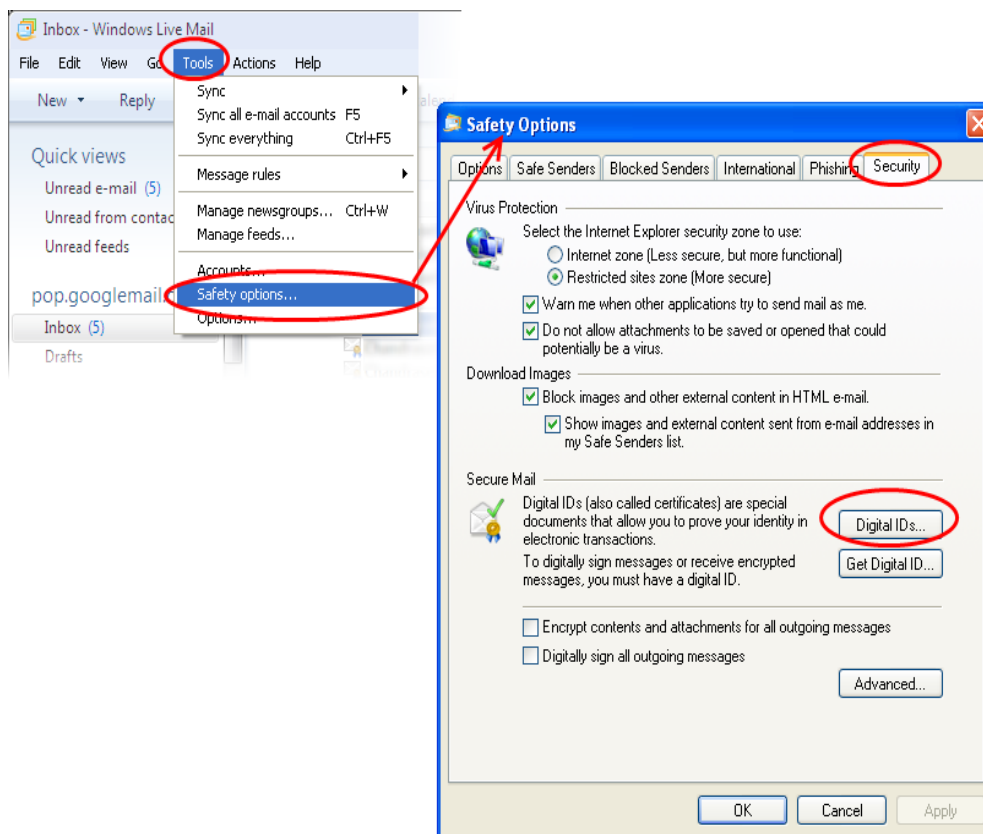 Inbox - Windows Live Mail
File Edit View Tools Actions Help
New Reply
Sync
Sync all e-mail accounts F5
Sync everything Ctrl+F5
Message rules
Manage newsgroups... Ctrl+W
Manage feeds...
Accounts...
Safety options...
Options...
Quick views
Unread e-mail (5)
Unread from contac
Unread feeds
pop.googlemail.
Inbox (5)
Drafts
Safety Options
Options Safe Senders Blocked Senders International Phishing Security
Virus Protection
Select the Internet Explorer security zone to use:
Internet zone (Less secure, but more functional)
Restricted sites zone (More secure)
Warn me when other applications try to send mail as me.
Do not allow attachments to be saved or opened that could
potentially be a virus.
Download Images
Block images and other external content in HTML e-mail.
Show images and external content sent from e-mail addresses in
my Safe Senders list.
Secure Mail
Digital IDs (also called certificates) are special
documents that allow you to prove your identity in
electronic transactions.
Digital IDs...
To digitally sign messages or receive encrypted
messages, you must have a digital ID.
Get Digital ID...
Encrypt contents and attachments for all outgoing messages
Digitally sign all outgoing messages
Advanced...
OK Cancel Apply